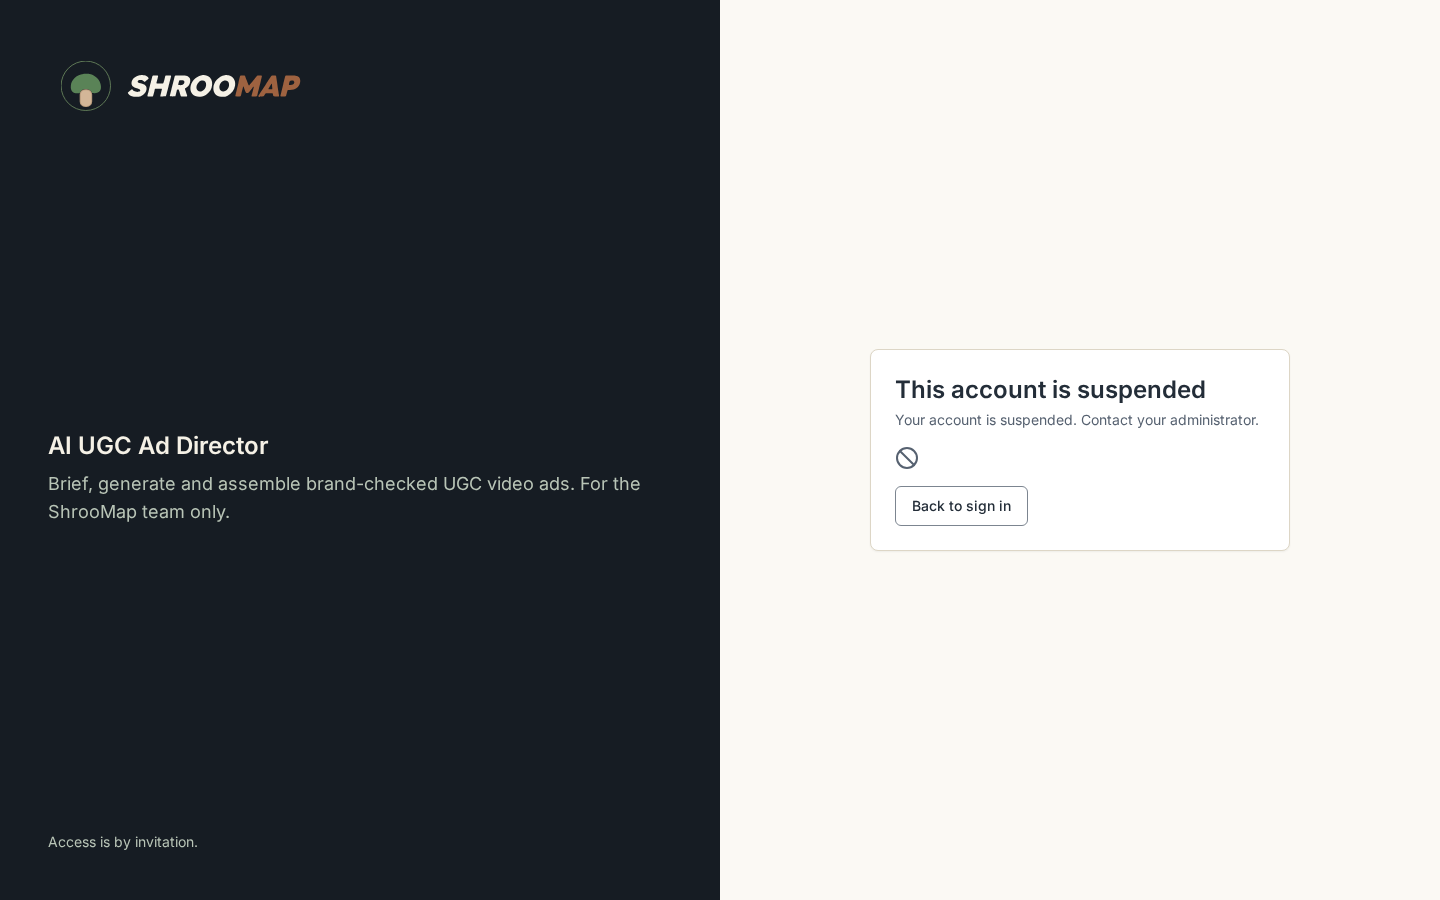 SHROOMAP
AI UGC Ad Director
Brief, generate and assemble brand-checked UGC video ads. For the
ShrooMap team only.
Access is by invitation.
This account is suspended
Your account is suspended. Contact your administrator.
Back to sign in